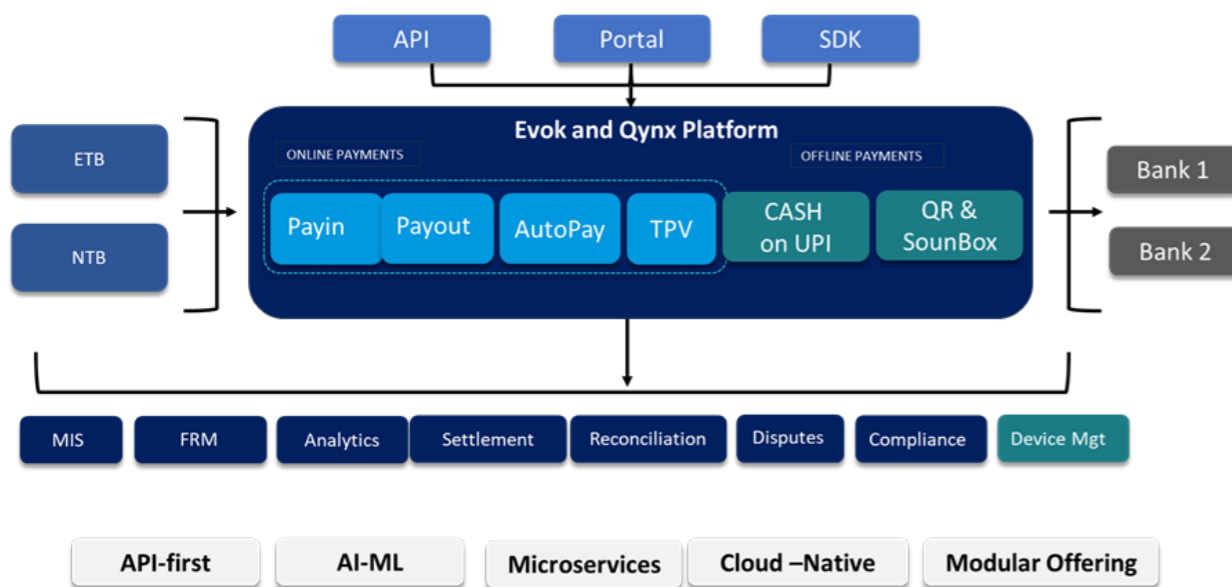 API
Portal
SDK
Evok and Qynx Platform
ONLINE PAYMENTS
OFFLINE PAYMENTS
ETB
NTB
Payin
Payout
AutoPay
TPV
CASH
on UPI
QR &
SounBox
Bank 1
Bank 2
MIS
FRM
Analytics
Settlement
Reconciliation
Disputes
Compliance
Device Mgt
API-first
AI-ML
Microservices
Cloud –Native
Modular Offering